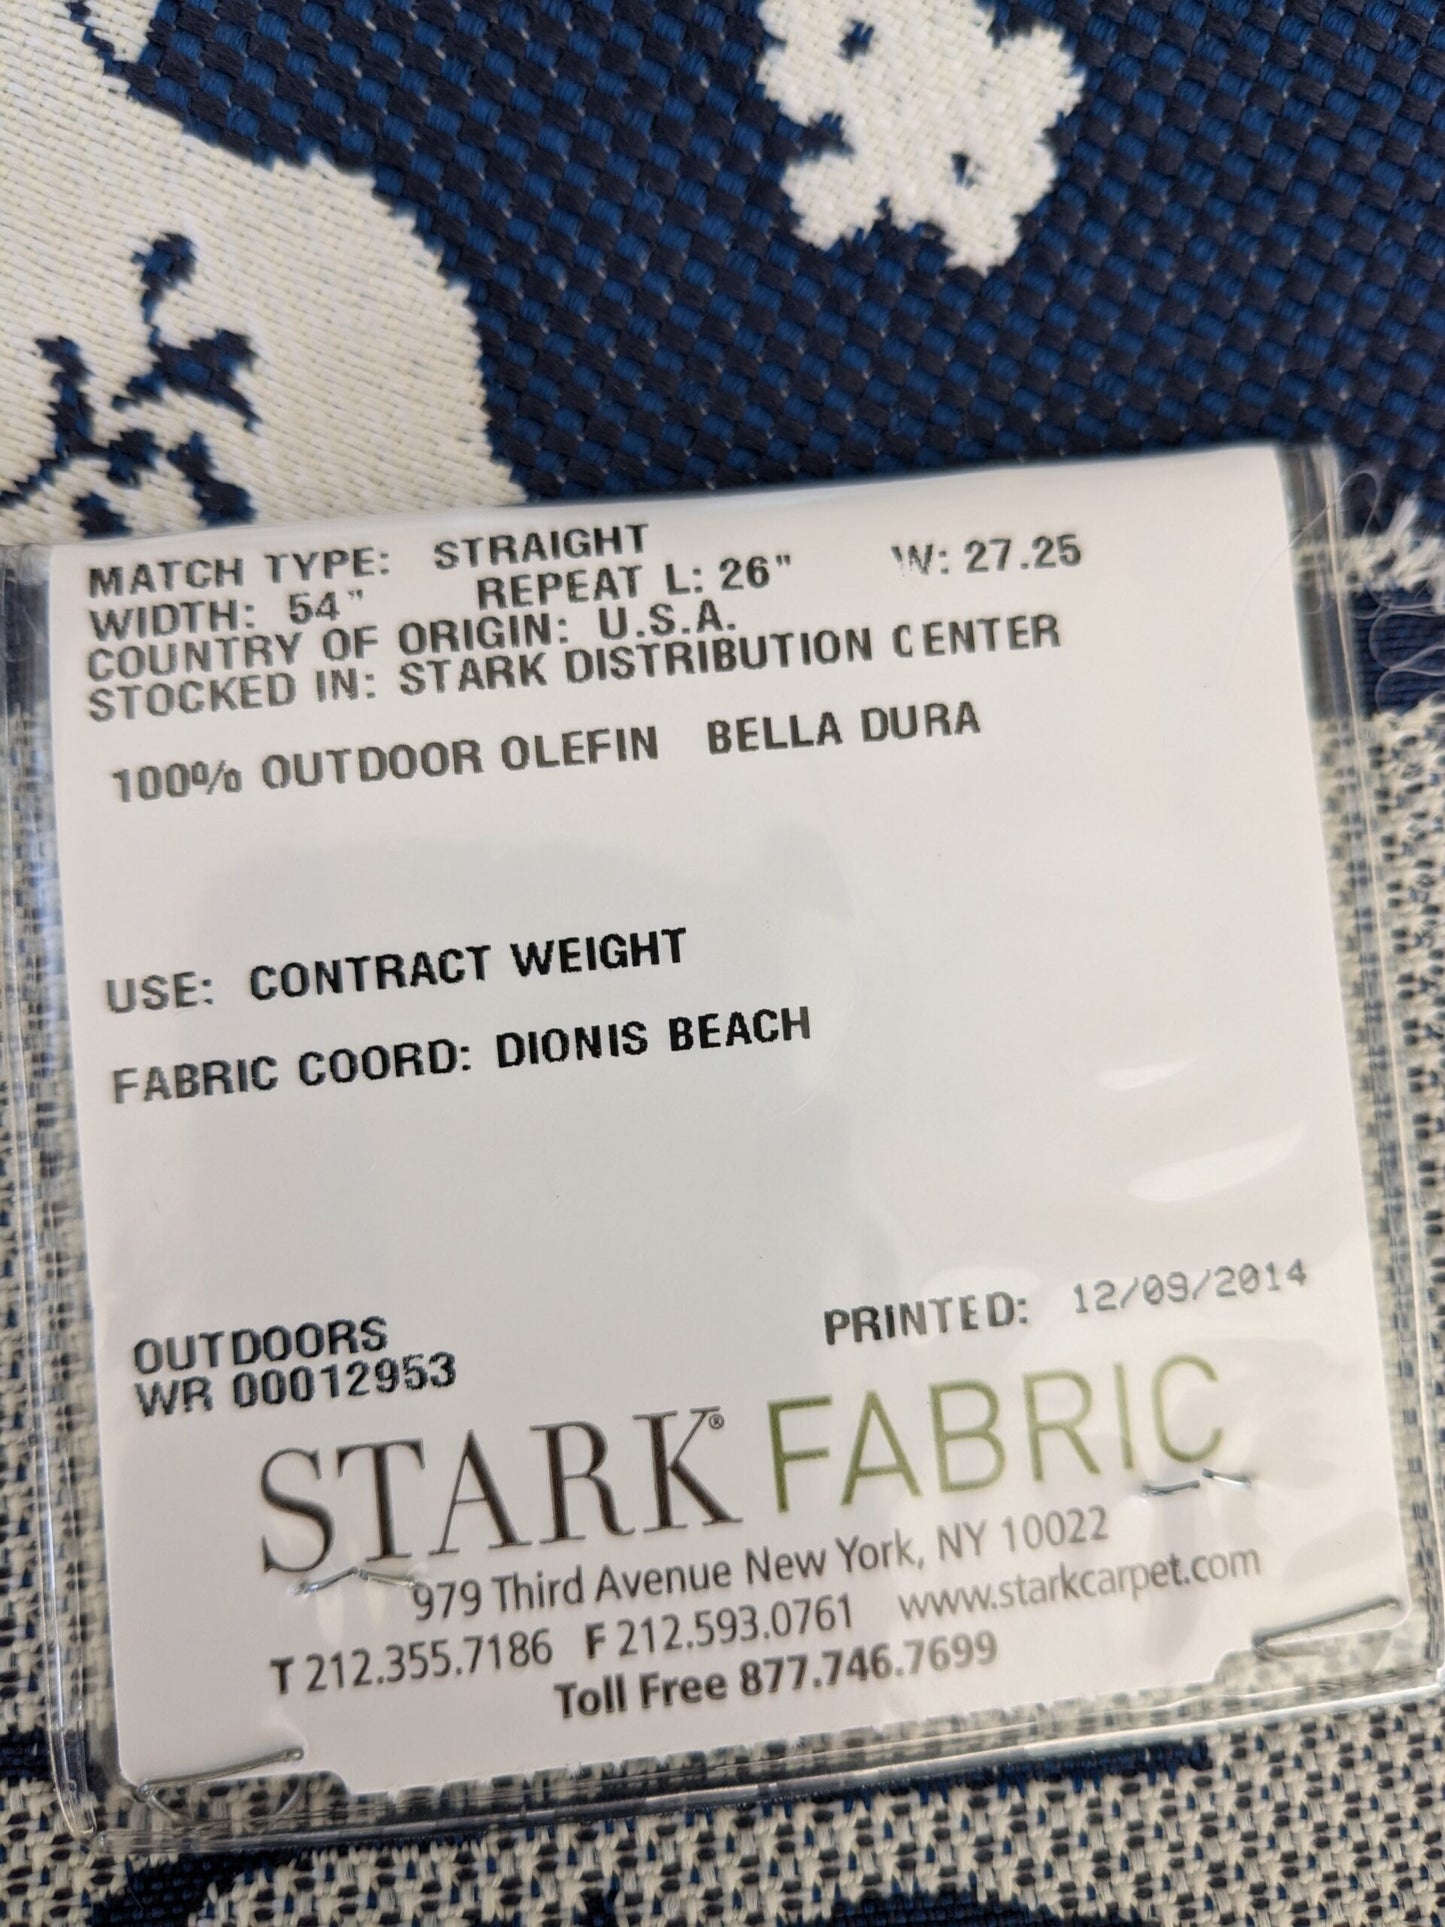 MATCH TYPE: STRAIGHT
WIDTH: 54" REPEAT L: 26" W: 27.25
COUNTRY OF ORIGIN: U.S.A.
STOCKED IN: STARK DISTRIBUTION CENTER
100% OUTDOOR OLEFIN BELLA DURA
USE: CONTRACT WEIGHT
FABRIC COORD: DIONIS BEACH
OUTDOORS
WR 00012953
PRINTED: 12/09/2014
STARK® FABRIC
979 Third Avenue New York, NY 10022
T 212.355.7186 F 212.593.0761 www.starkcarpet.com
Toll Free 877.746.7699